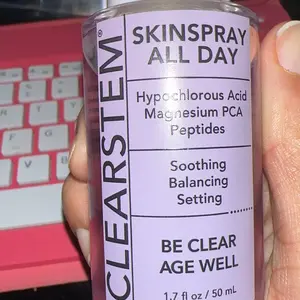 CLEARSTEM®
SKINSPRAY
ALL DAY
Hypochlorous Acid
Magnesium PCA
Peptides
Soothing
Balancing
Setting
BE CLEAR
AGE WELL
1.7 fl oz / 50 mL